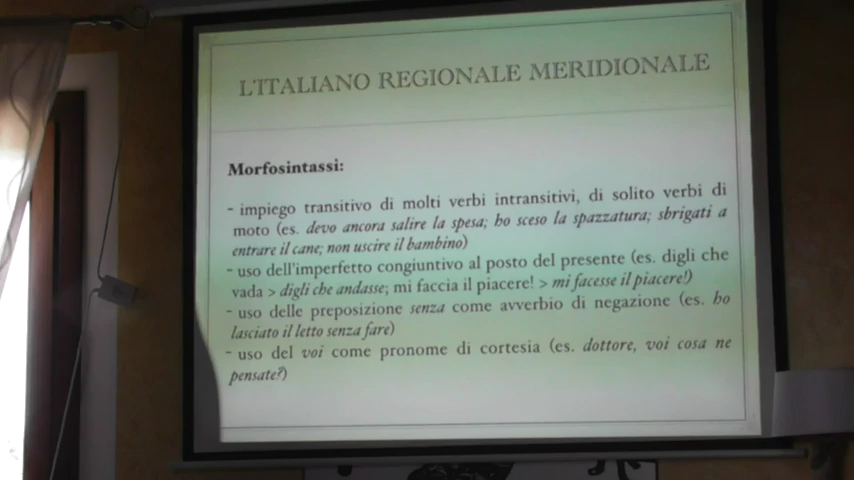 L'ITALIANO REGIONALE MERIDIONALE
Morfosintassi:
- impiego transitivo di molti verbi intransitivi, di solito verbi di
moto (es. devo ancora salire la spesa; ho sceso la spazzatura; sbrigati a
entrare il cane; non uscire il bambino)
- uso dell'imperfetto congiuntivo al posto del presente (es. digli che
vada > digli che andasse; mi faccia il piacere! > mi facesse il piacere!)
- uso delle preposizione senza come avverbio di negazione (es. ho
lasciato il letto senza fare)
- uso del voi come pronome di cortesia (es. dottore, voi cosa ne
pensate?)